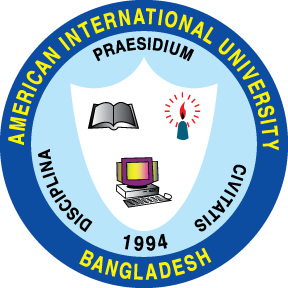 AMERICAN INTERNATIONAL UNIVERSITY
PRAESIDIUM
DISCIPLINA
CIVITATIS
1994
BANGLADESH